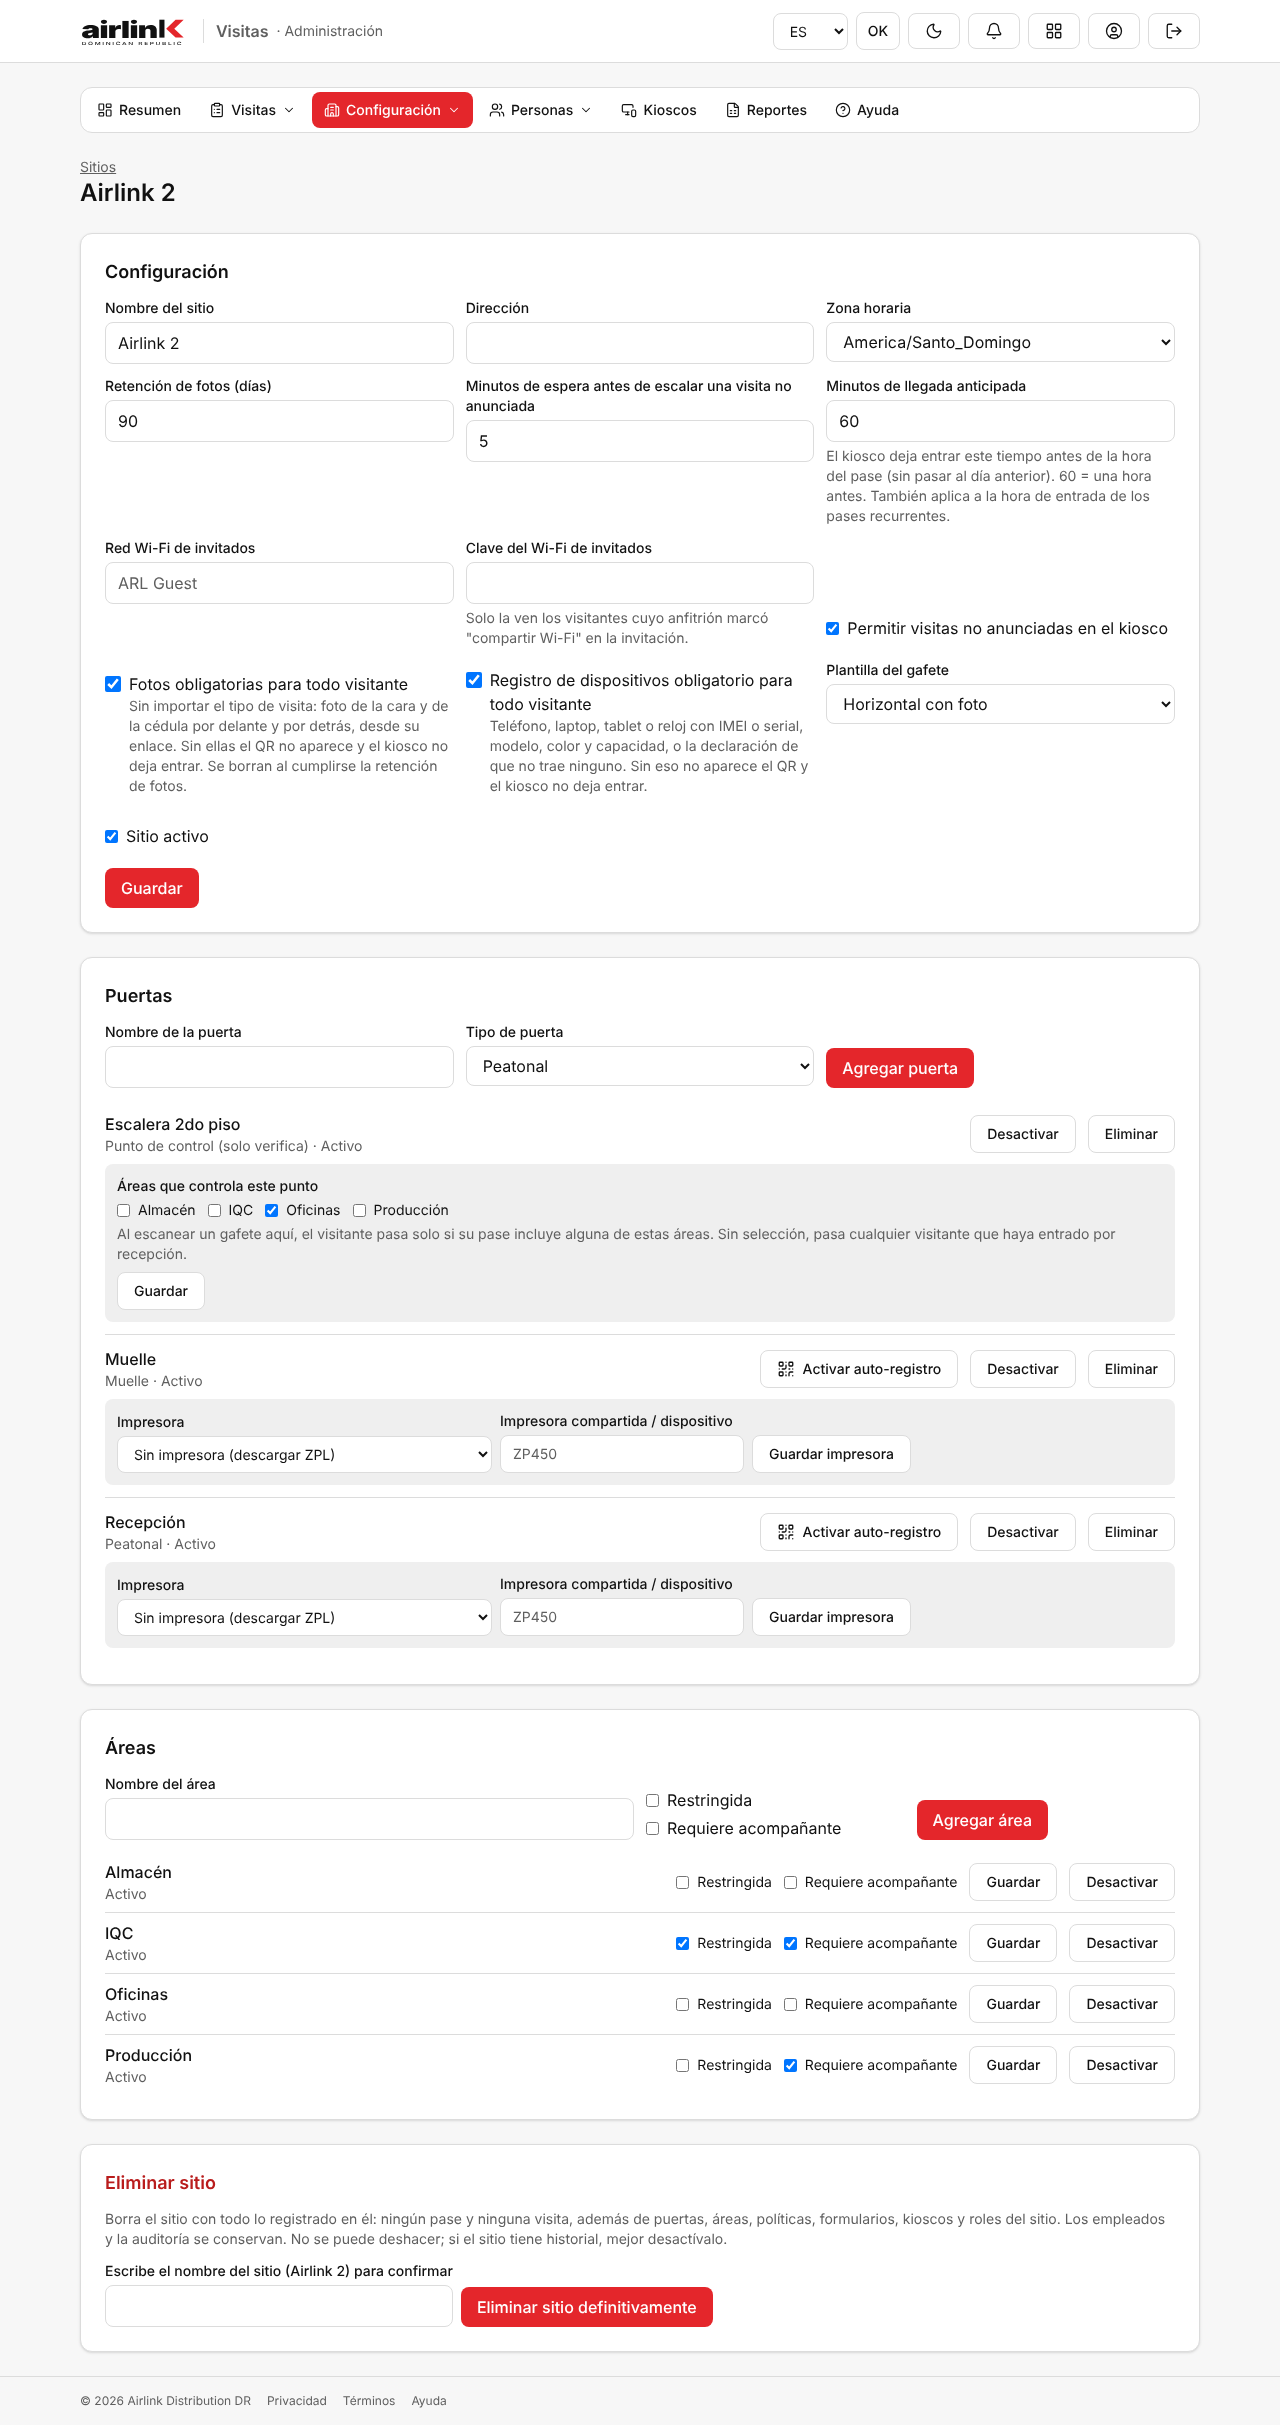 airlink
DOMINICAN REPUBLIC
Visitas · Administración
ES
OK
Resumen
Visitas
Configuración
Personas
Kioscos
Reportes
Ayuda
Sitios
Airlink 2
Configuración
Nombre del sitio
Dirección
Zona horaria
Airlink 2
America/Santo_Domingo
Retención de fotos (días)
Minutos de espera antes de escalar una visita no
anunciada
Minutos de llegada anticipada
90
5
60
El kiosco deja entrar este tiempo antes de la hora
del pase (sin pasar al día anterior). 60 = una hora
antes. También aplica a la hora de entrada de los
pases recurrentes.
Red Wi-Fi de invitados
Clave del Wi-Fi de invitados
ARL Guest
Solo la ven los visitantes cuyo anfitrión marcó
"compartir Wi-Fi" en la invitación.
Permitir visitas no anunciadas en el kiosco
Fotos obligatorias para todo visitante
Sin importar el tipo de visita: foto de la cara y de
la cédula por delante y por detrás, desde su
enlace. Sin ellas el QR no aparece y el kiosco no
deja entrar. Se borran al cumplirse la retención
de fotos.
Registro de dispositivos obligatorio para
todo visitante
Teléfono, laptop, tablet o reloj con IMEI o serial,
modelo, color y capacidad, o la declaración de
que no trae ninguno. Sin eso no aparece el QR y
el kiosco no deja entrar.
Plantilla del gafete
Horizontal con foto
Sitio activo
Guardar
Puertas
Nombre de la puerta
Tipo de puerta
Peatonal
Agregar puerta
Escalera 2do piso
Punto de control (solo verifica) · Activo
Desactivar
Eliminar
Áreas que controla este punto
Almacén
IQC
Oficinas
Producción
Al escanear un gafete aquí, el visitante pasa solo si su pase incluye alguna de estas áreas. Sin selección, pasa cualquier visitante que haya entrado por
recepción.
Guardar
Muelle
Muelle · Activo
Activar auto-registro
Desactivar
Eliminar
Impresora
Impresora compartida / dispositivo
Sin impresora (descargar ZPL)
ZP450
Guardar impresora
Recepción
Peatonal · Activo
Activar auto-registro
Desactivar
Eliminar
Impresora
Impresora compartida / dispositivo
Sin impresora (descargar ZPL)
ZP450
Guardar impresora
Áreas
Nombre del área
Restringida
Requiere acompañante
Agregar área
Almacén
Activo
Restringida
Requiere acompañante
Guardar
Desactivar
IQC
Activo
Restringida
Requiere acompañante
Guardar
Desactivar
Oficinas
Activo
Restringida
Requiere acompañante
Guardar
Desactivar
Producción
Activo
Restringida
Requiere acompañante
Guardar
Desactivar
Eliminar sitio
Borra el sitio con todo lo registrado en él: ningún pase y ninguna visita, además de puertas, áreas, políticas, formularios, kioscos y roles del sitio. Los empleados
y la auditoría se conservan. No se puede deshacer; si el sitio tiene historial, mejor desactívalo.
Escribe el nombre del sitio (Airlink 2) para confirmar
Eliminar sitio definitivamente
© 2026 Airlink Distribution DR
Privacidad
Términos
Ayuda